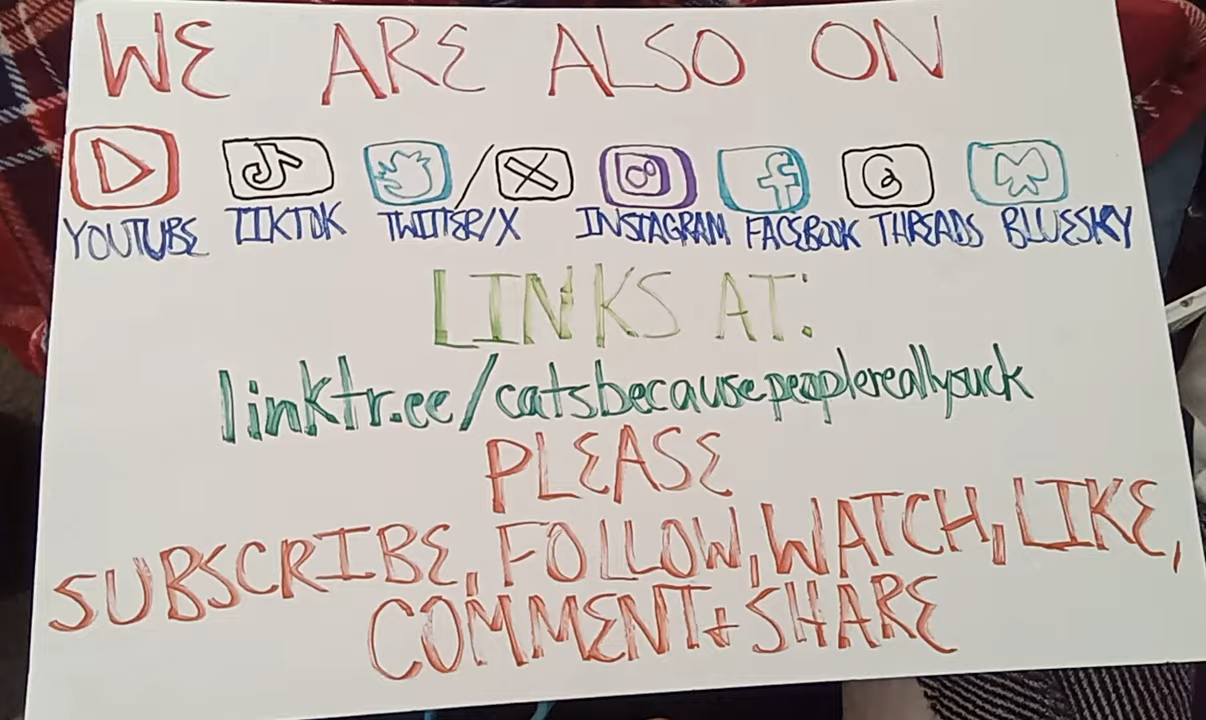 WE ARE ALSO ON
YOUTUBE TIKTOK TWITTER/X INSTAGRAM FACEBOOK THREADS BLUESKY
LINKS AT:
linktr.ee/catsbecausepeoplereallysuck
PLEASE
SUBSCRIBE, FOLLOW, WATCH, LIKE,
COMMENT & SHARE